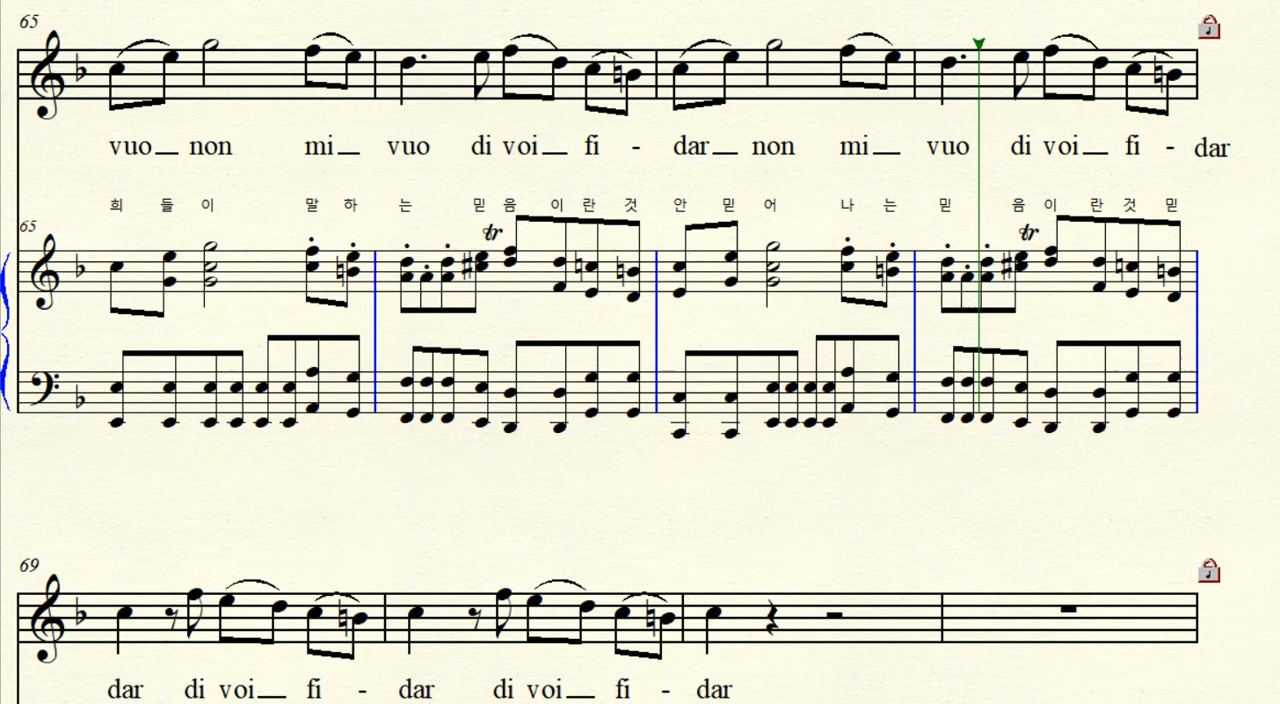 65
vuo non mi vuo di voi fi - dar non mi vuo di voi fi - dar
희 들 이 말 하 는 믿 음 이 란 것 안 믿 어 나 는 믿 음 이 란 것 믿
65
tr tr
69
dar di voi fi - dar di voi fi - dar